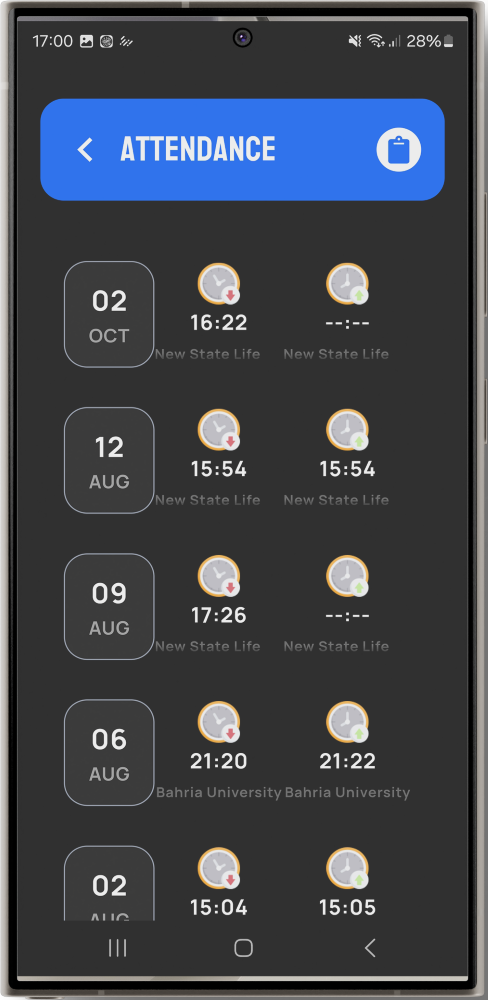 17:00 28%
ATTENDANCE
02 OCT
16:22 --:--
New State Life New State Life
12 AUG
15:54 15:54
New State Life New State Life
09 AUG
17:26 --:--
New State Life New State Life
06 AUG
21:20 21:22
Bahria University Bahria University
02 AUG
15:04 15:05